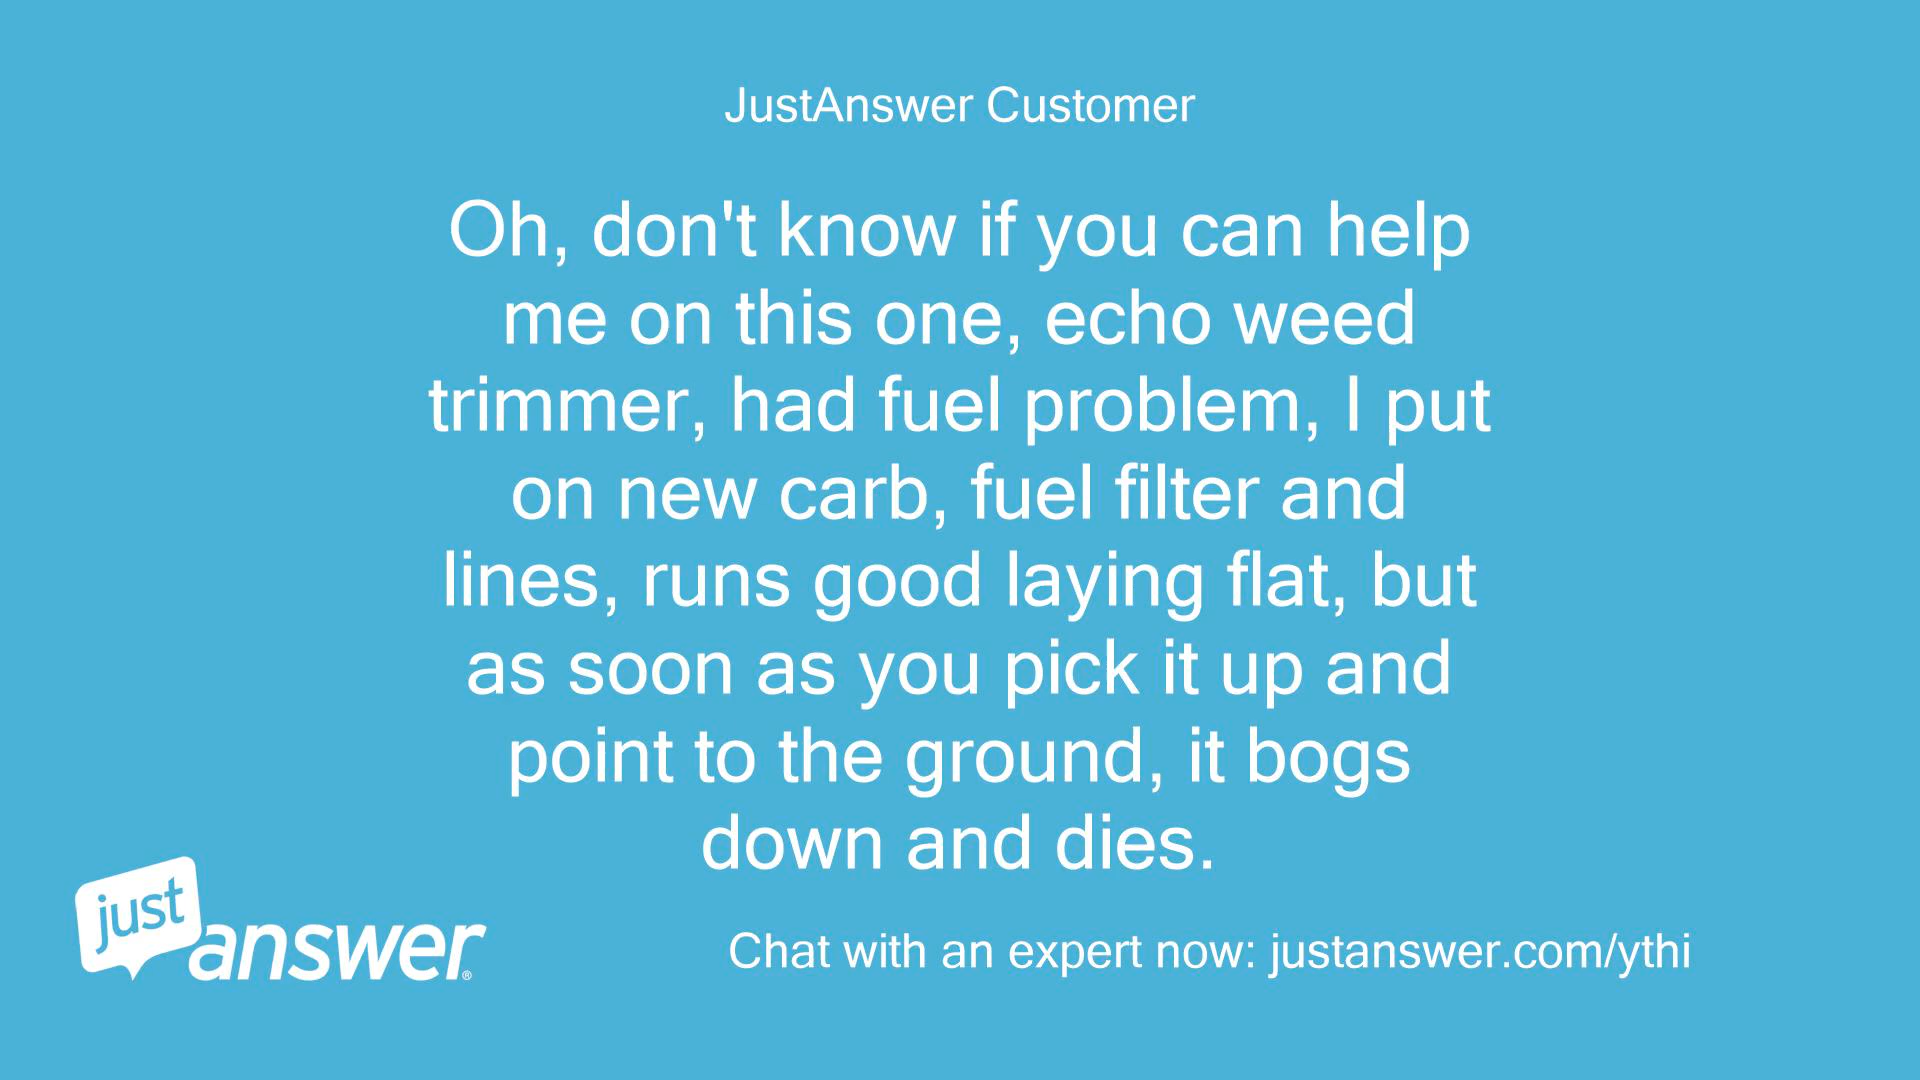 JustAnswer Customer
Oh, don't know if you can help
me on this one, echo weed
trimmer, had fuel problem, I put
on new carb, fuel filter and
lines, runs good laying flat, but
as soon as you pick it up and
point to the ground, it bogs
down and dies.
just
answer®
Chat with an expert now: justanswer.com/ythi